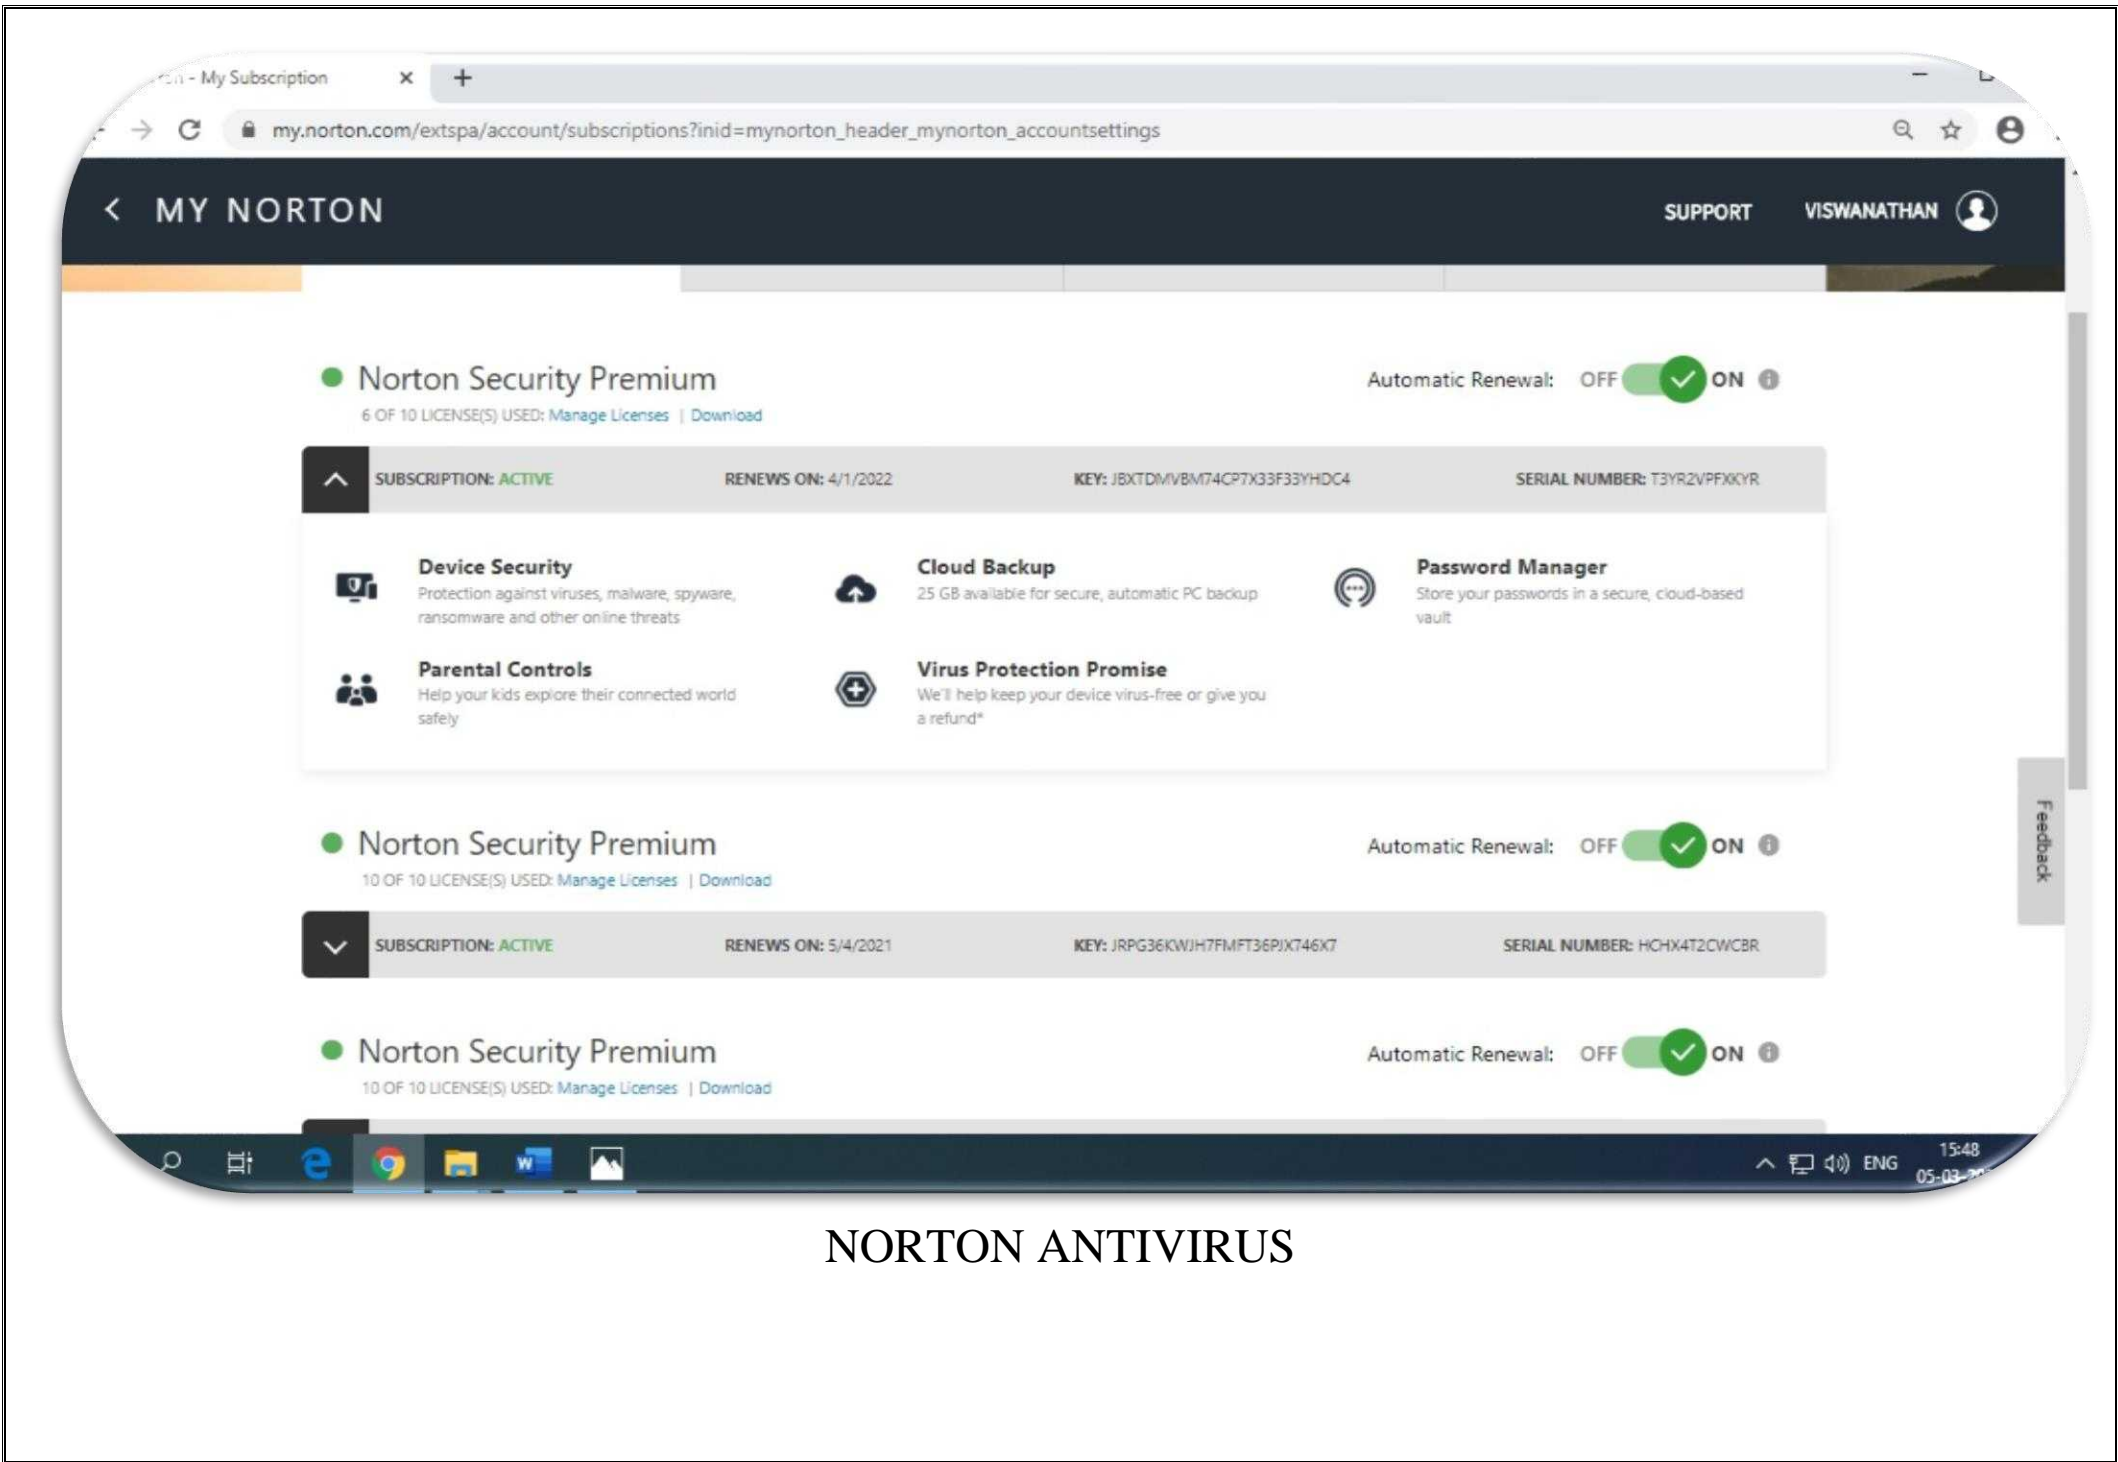 - My Subscription × +
my.norton.com/extspa/account/subscriptions?inid=mynorton_header_mynorton_accountsettings
MY NORTON SUPPORT VISWANATHAN
Norton Security Premium Automatic Renewal: OFF ON
6 OF 10 LICENSE(S) USED: Manage Licenses | Download
SUBSCRIPTION: ACTIVE RENEWS ON: 4/1/2022 KEY: JBXTDMVBM74CP7X33F33YHDC4 SERIAL NUMBER: T3YR2VPFXKYR
Device Security
Protection against viruses, malware, spyware,
ransomware and other online threats
Cloud Backup
25 GB available for secure, automatic PC backup
Password Manager
Store your passwords in a secure, cloud-based
vault
Parental Controls
Help your kids explore their connected world
safely
Virus Protection Promise
We'll help keep your device virus-free or give you
a refund*
Feedback
Norton Security Premium Automatic Renewal: OFF ON
10 OF 10 LICENSE(S) USED: Manage Licenses | Download
SUBSCRIPTION: ACTIVE RENEWS ON: 5/4/2021 KEY: JRPG36KWJH7FMFT36PJX746X7 SERIAL NUMBER: HCHX4T2CWCBR
Norton Security Premium Automatic Renewal: OFF ON
10 OF 10 LICENSE(S) USED: Manage Licenses | Download
ENG 15:48
05-03-
NORTON ANTIVIRUS